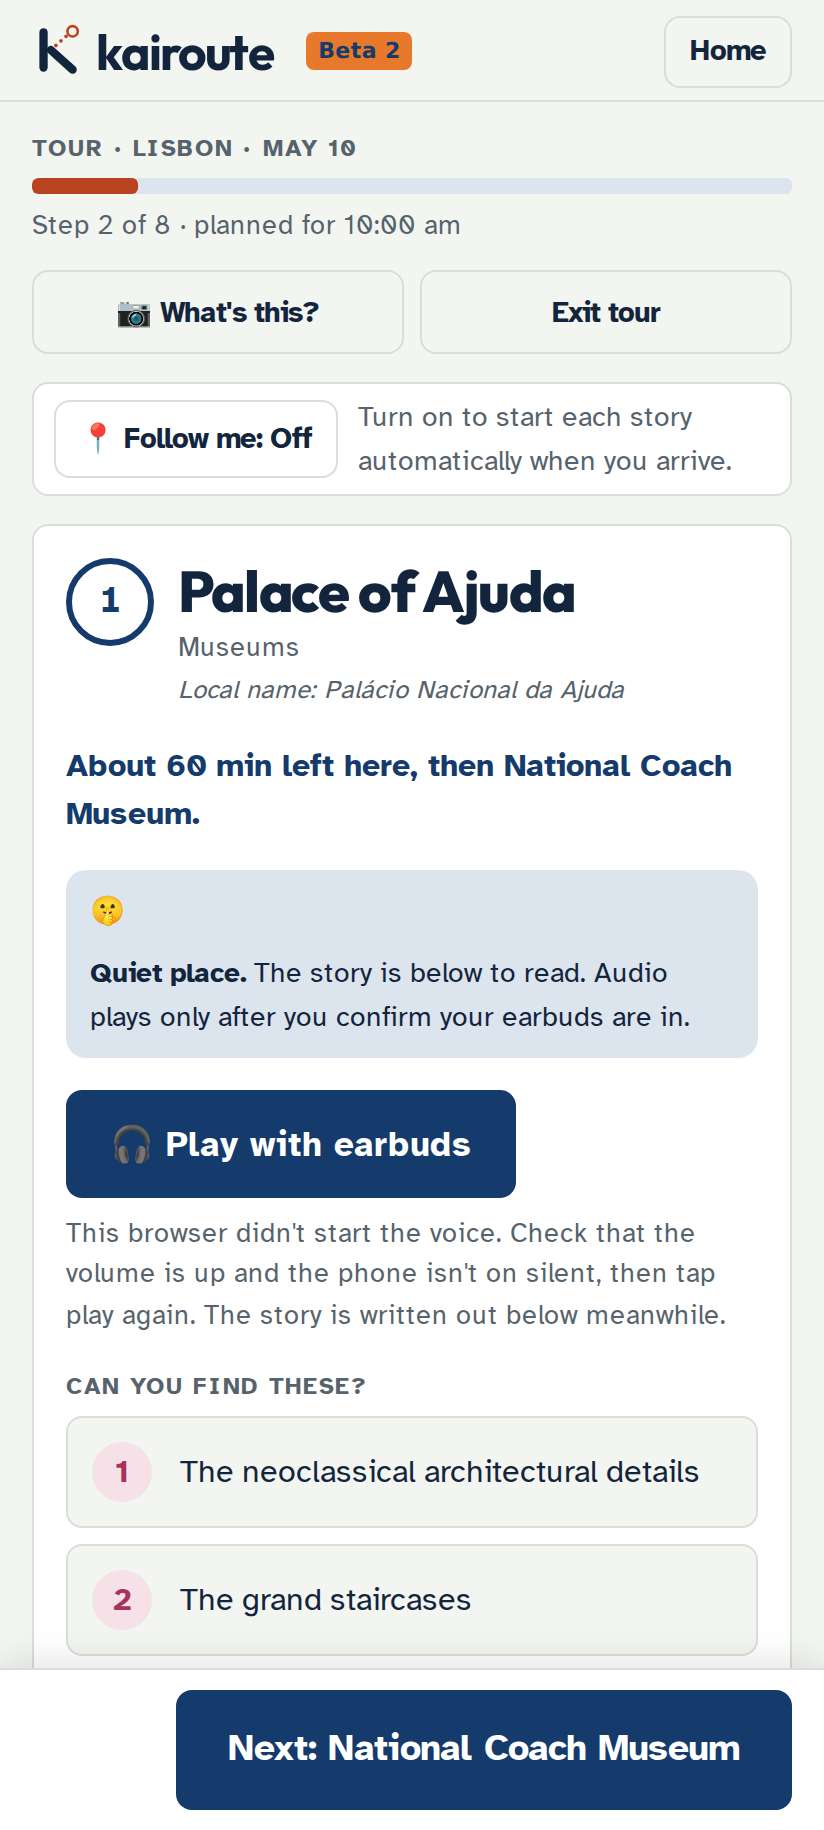 kairoute Beta 2 Home
TOUR · LISBON · MAY 10
Step 2 of 8 · planned for 10:00 am
What's this? Exit tour
Follow me: Off
Turn on to start each story
automatically when you arrive.
1 Palace of Ajuda
Museums
Local name: Palácio Nacional da Ajuda
About 60 min left here, then National Coach
Museum.
Quiet place. The story is below to read. Audio
plays only after you confirm your earbuds are in.
Play with earbuds
This browser didn't start the voice. Check that the
volume is up and the phone isn't on silent, then tap
play again. The story is written out below meanwhile.
CAN YOU FIND THESE?
1 The neoclassical architectural details
2 The grand staircases
Next: National Coach Museum